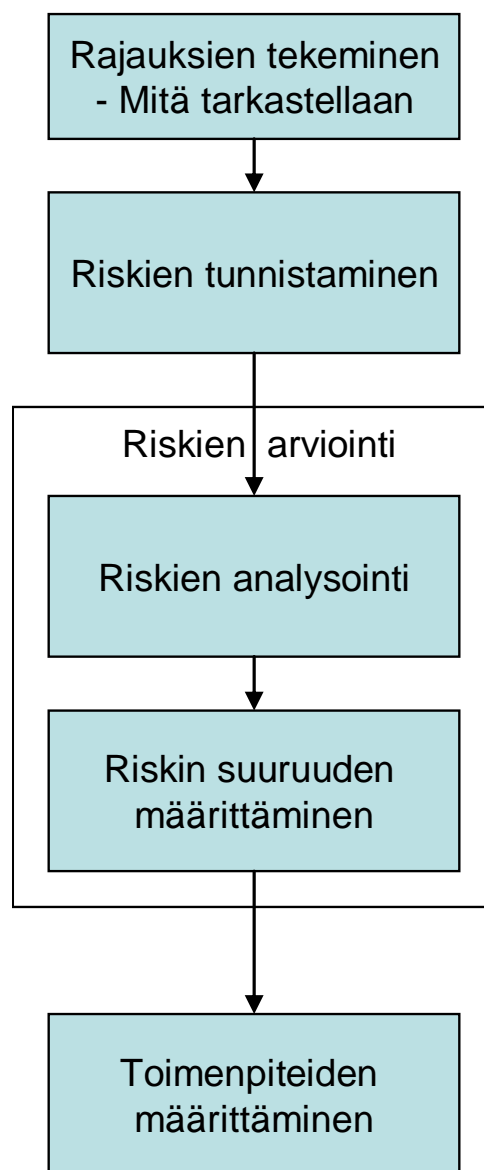 Rajauksien tekeminen
- Mitä tarkastellaan
Riskien tunnistaminen
Riskien arviointi
Riskien analysointi
Riskin suuruuden
määrittäminen
Toimenpiteiden
määrittäminen